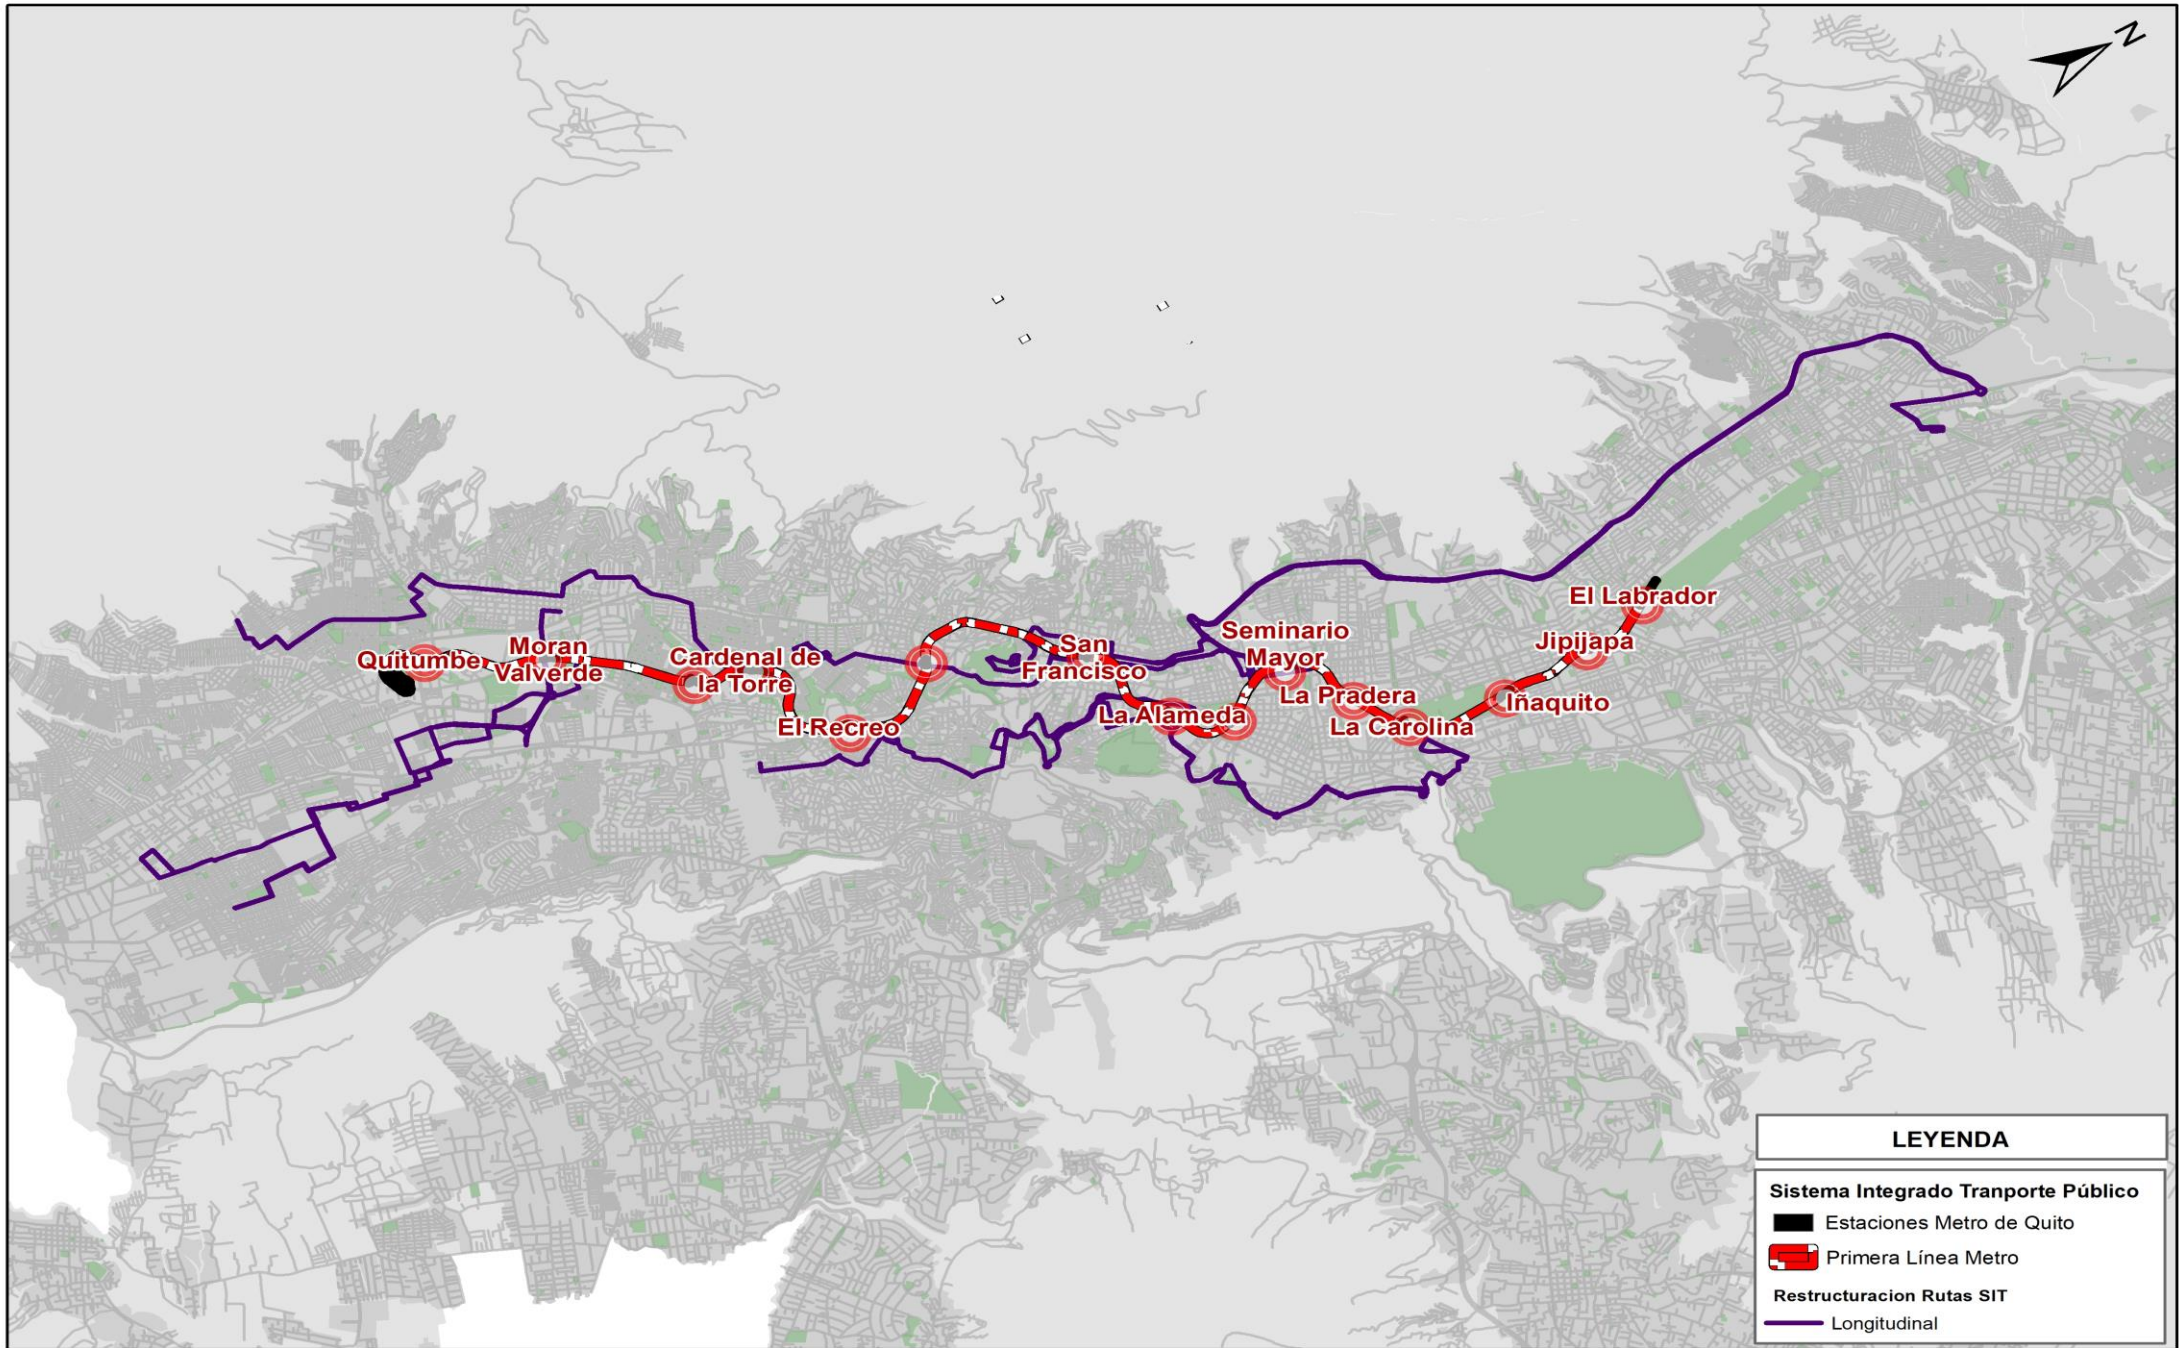 N
Quitumbe
Moran
Valverde
Cardenal de
la Torre
El Recreo
San
Francisco
La Alameda
Seminario
Mayor
La Pradera
La Carolina
Iñaquito
Jipijapa
El Labrador
LEYENDA
Sistema Integrado Tranporte Público
Estaciones Metro de Quito
Primera Línea Metro
Restructuracion Rutas SIT
Longitudinal